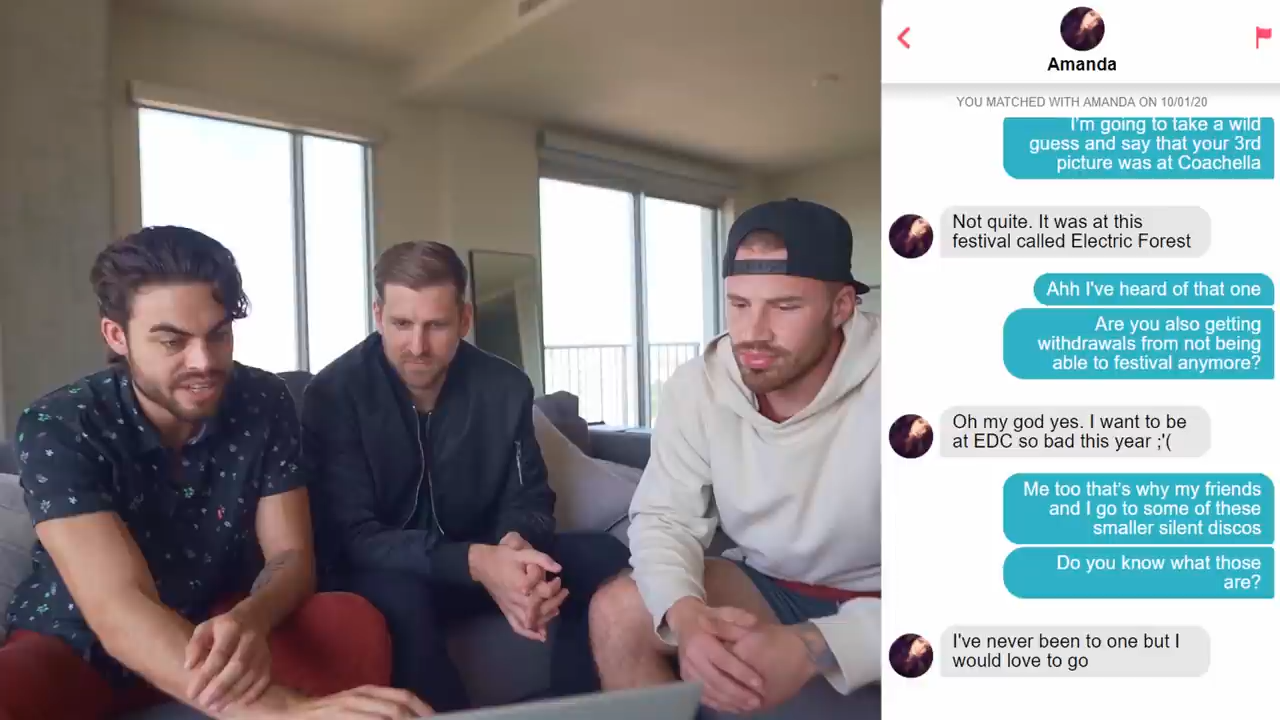 Amanda
YOU MATCHED WITH AMANDA ON 10/01/20
I'm going to take a wild
guess and say that your 3rd
picture was at Coachella
Not quite. It was at this
festival called Electric Forest
Ahh I've heard of that one
Are you also getting
withdrawals from not being
able to festival anymore?
Oh my god yes. I want to be
at EDC so bad this year ;'(
Me too that's why my friends
and I go to some of these
smaller silent discos
Do you know what those
are?
I've never been to one but I
would love to go